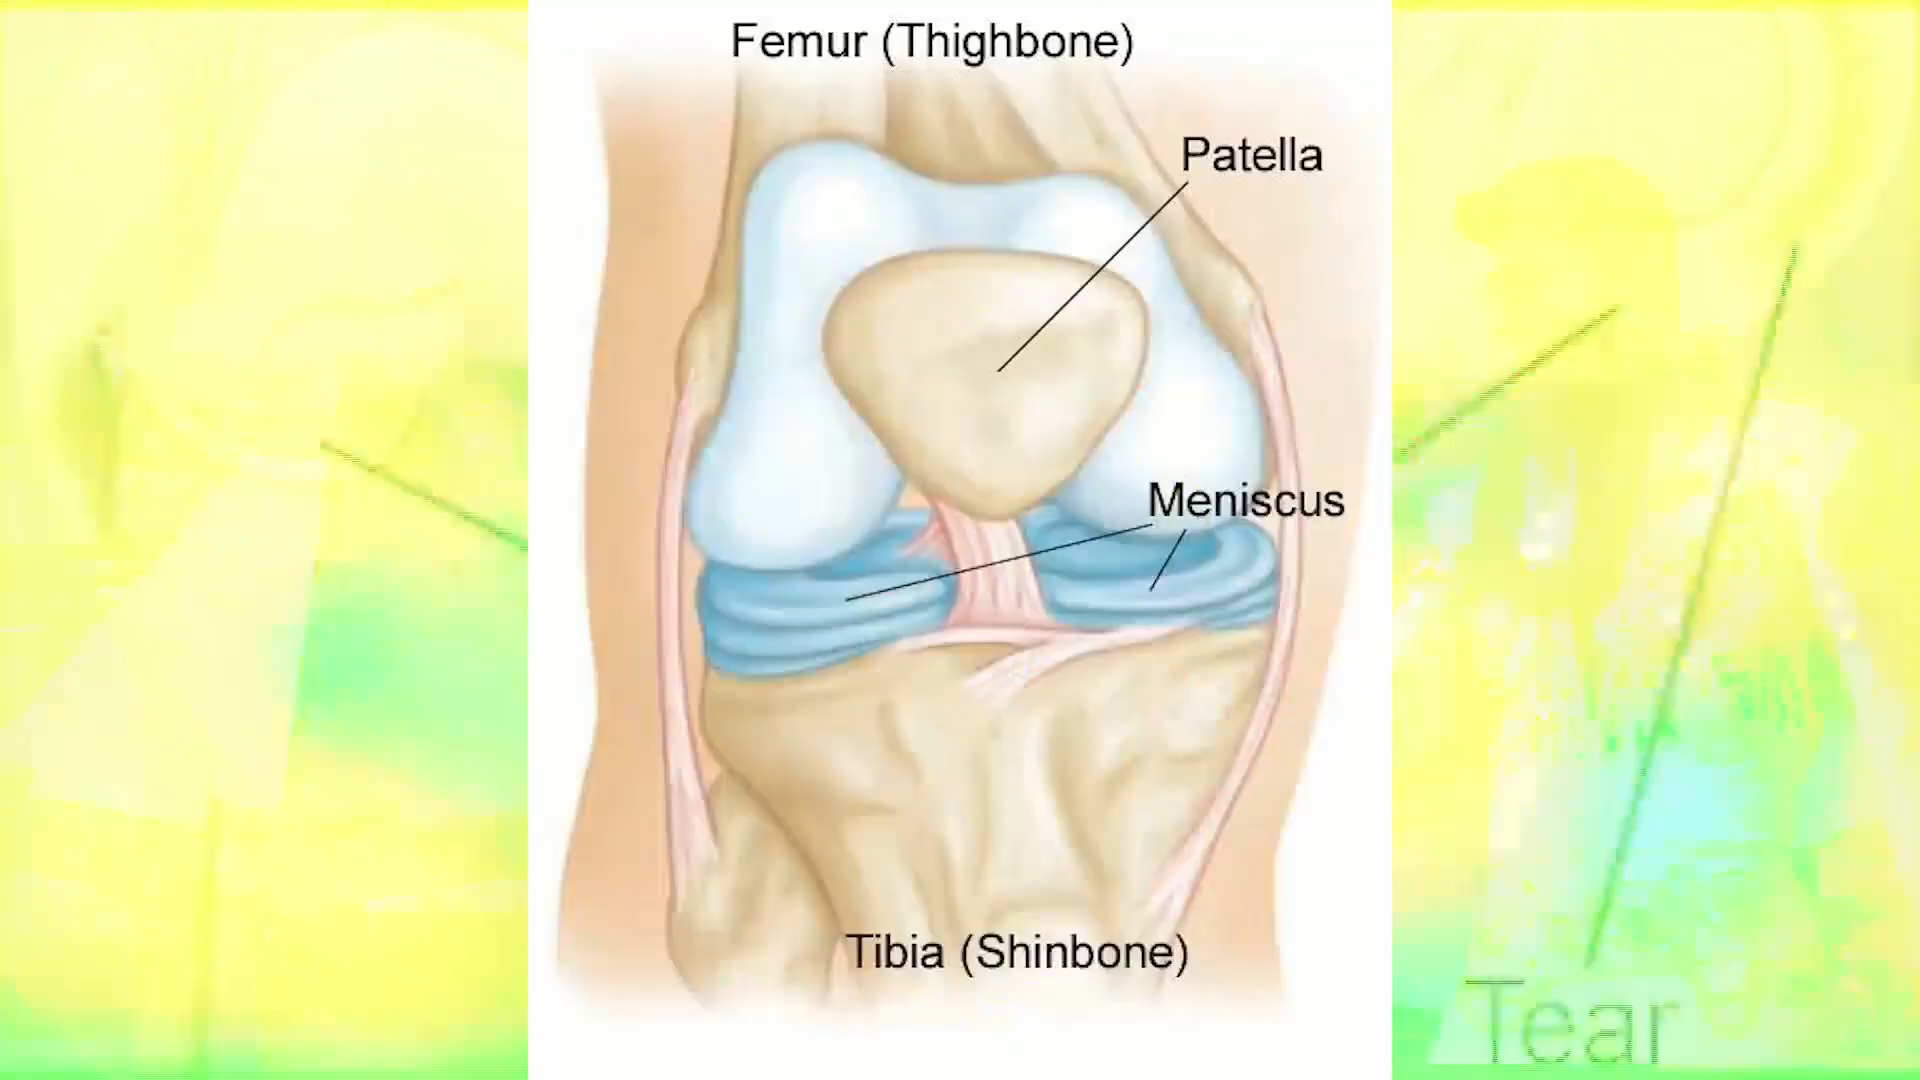 Femur (Thighbone)
Patella
Meniscus
Tibia (Shinbone)
Tear